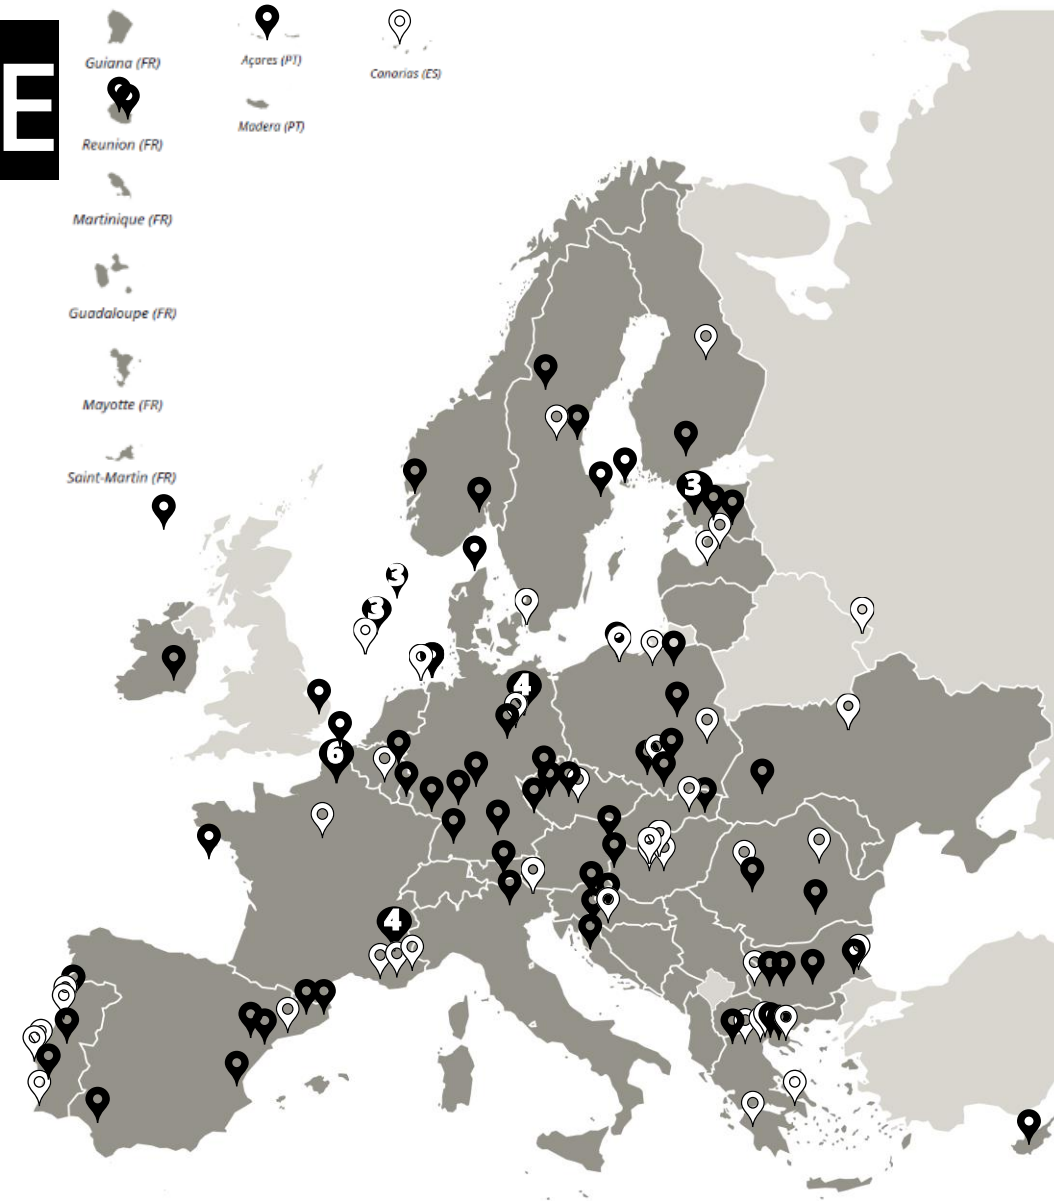 E
Guiana (FR)
Açores (PT)
Canarias (ES)
Madera (PT)
Reunion (FR)
Martinique (FR)
Guadaloupe (FR)
Mayotte (FR)
Saint-Martin (FR)
3
3
3
4
6
4